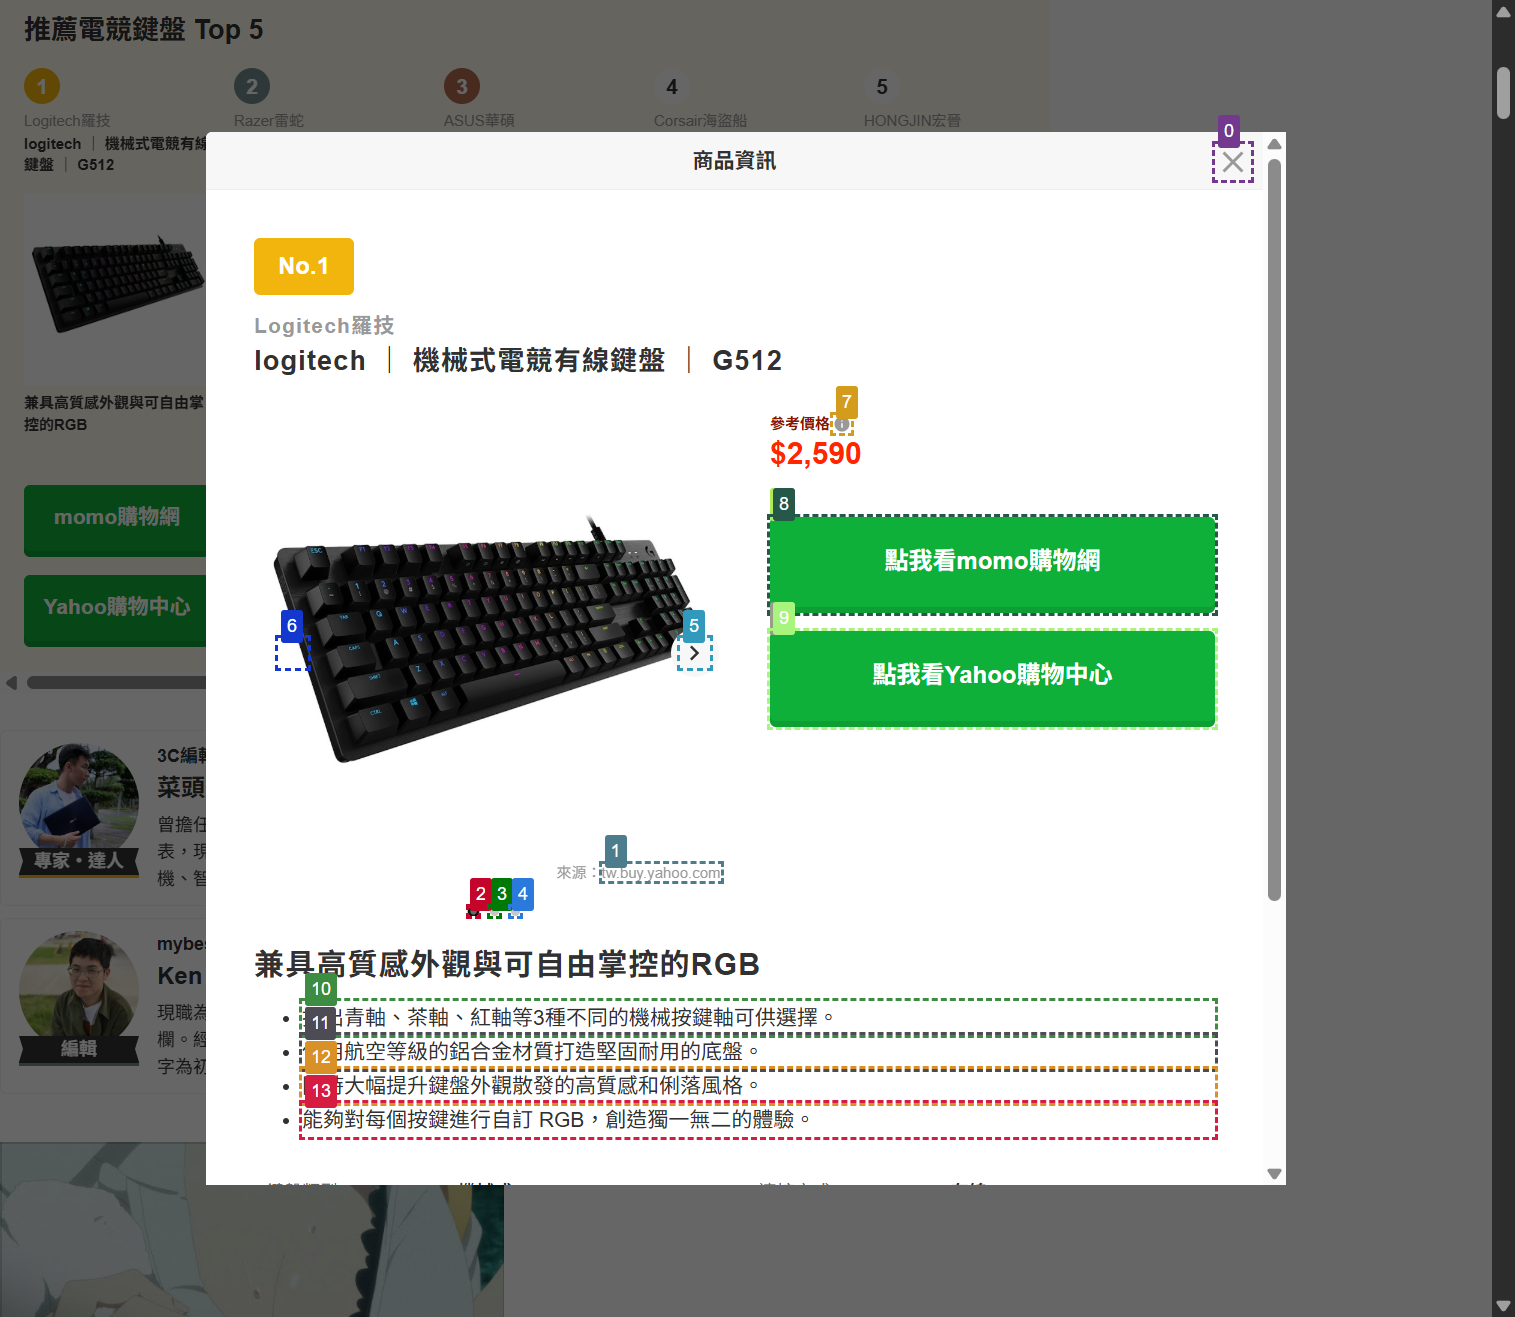 推薦電競鍵盤 Top 5
1
2
3
4
5
Logitech羅技
Razer雷蛇
ASUS華碩
Corsair海盜船
HONGJIN宏晉
logitech ｜ 機械式電競有線
鍵盤 ｜ G512
兼具高質感外觀與可自由掌
控的RGB
momo購物網
Yahoo購物中心
3C編輯
菜頭
曾擔任
表，現
機、智
專家・達人
mybes
Ken
現職為
欄。經
字為初
編輯
商品資訊
0
No.1
Logitech羅技
logitech ｜ 機械式電競有線鍵盤 ｜ G512
7
參考價格
$2,590
8
點我看momo購物網
9
點我看Yahoo購物中心
6
5
1
來源：tw.buy.yahoo.com
2
3
4
兼具高質感外觀與可自由掌控的RGB
10
出青軸、茶軸、紅軸等3種不同的機械按鍵軸可供選擇。
11
用航空等級的鋁合金材質打造堅固耐用的底盤。
12
時大幅提升鍵盤外觀散發的高質感和俐落風格。
13
能夠對每個按鍵進行自訂 RGB，創造獨一無二的體驗。